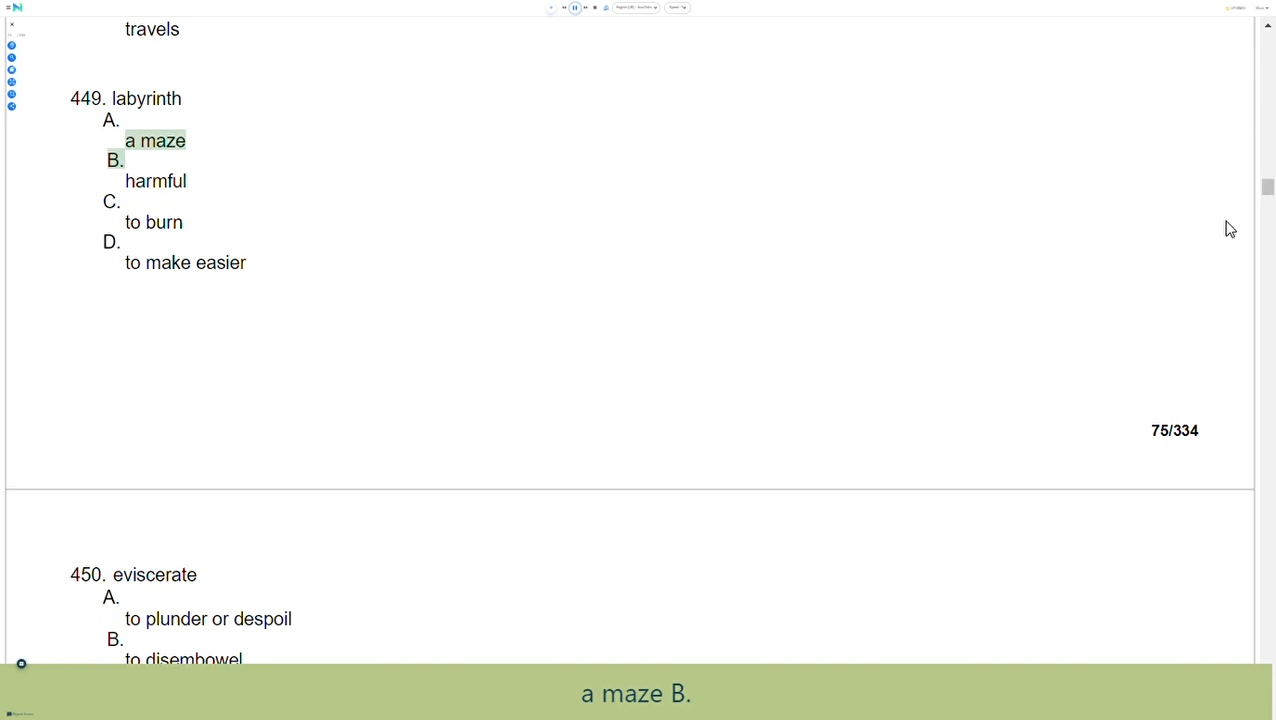 travels
449. labyrinth
A.
a maze
B.
harmful
C.
to burn
D.
to make easier
75/334
450. eviscerate
A.
to plunder or despoil
B.
to disembowel
a maze B.